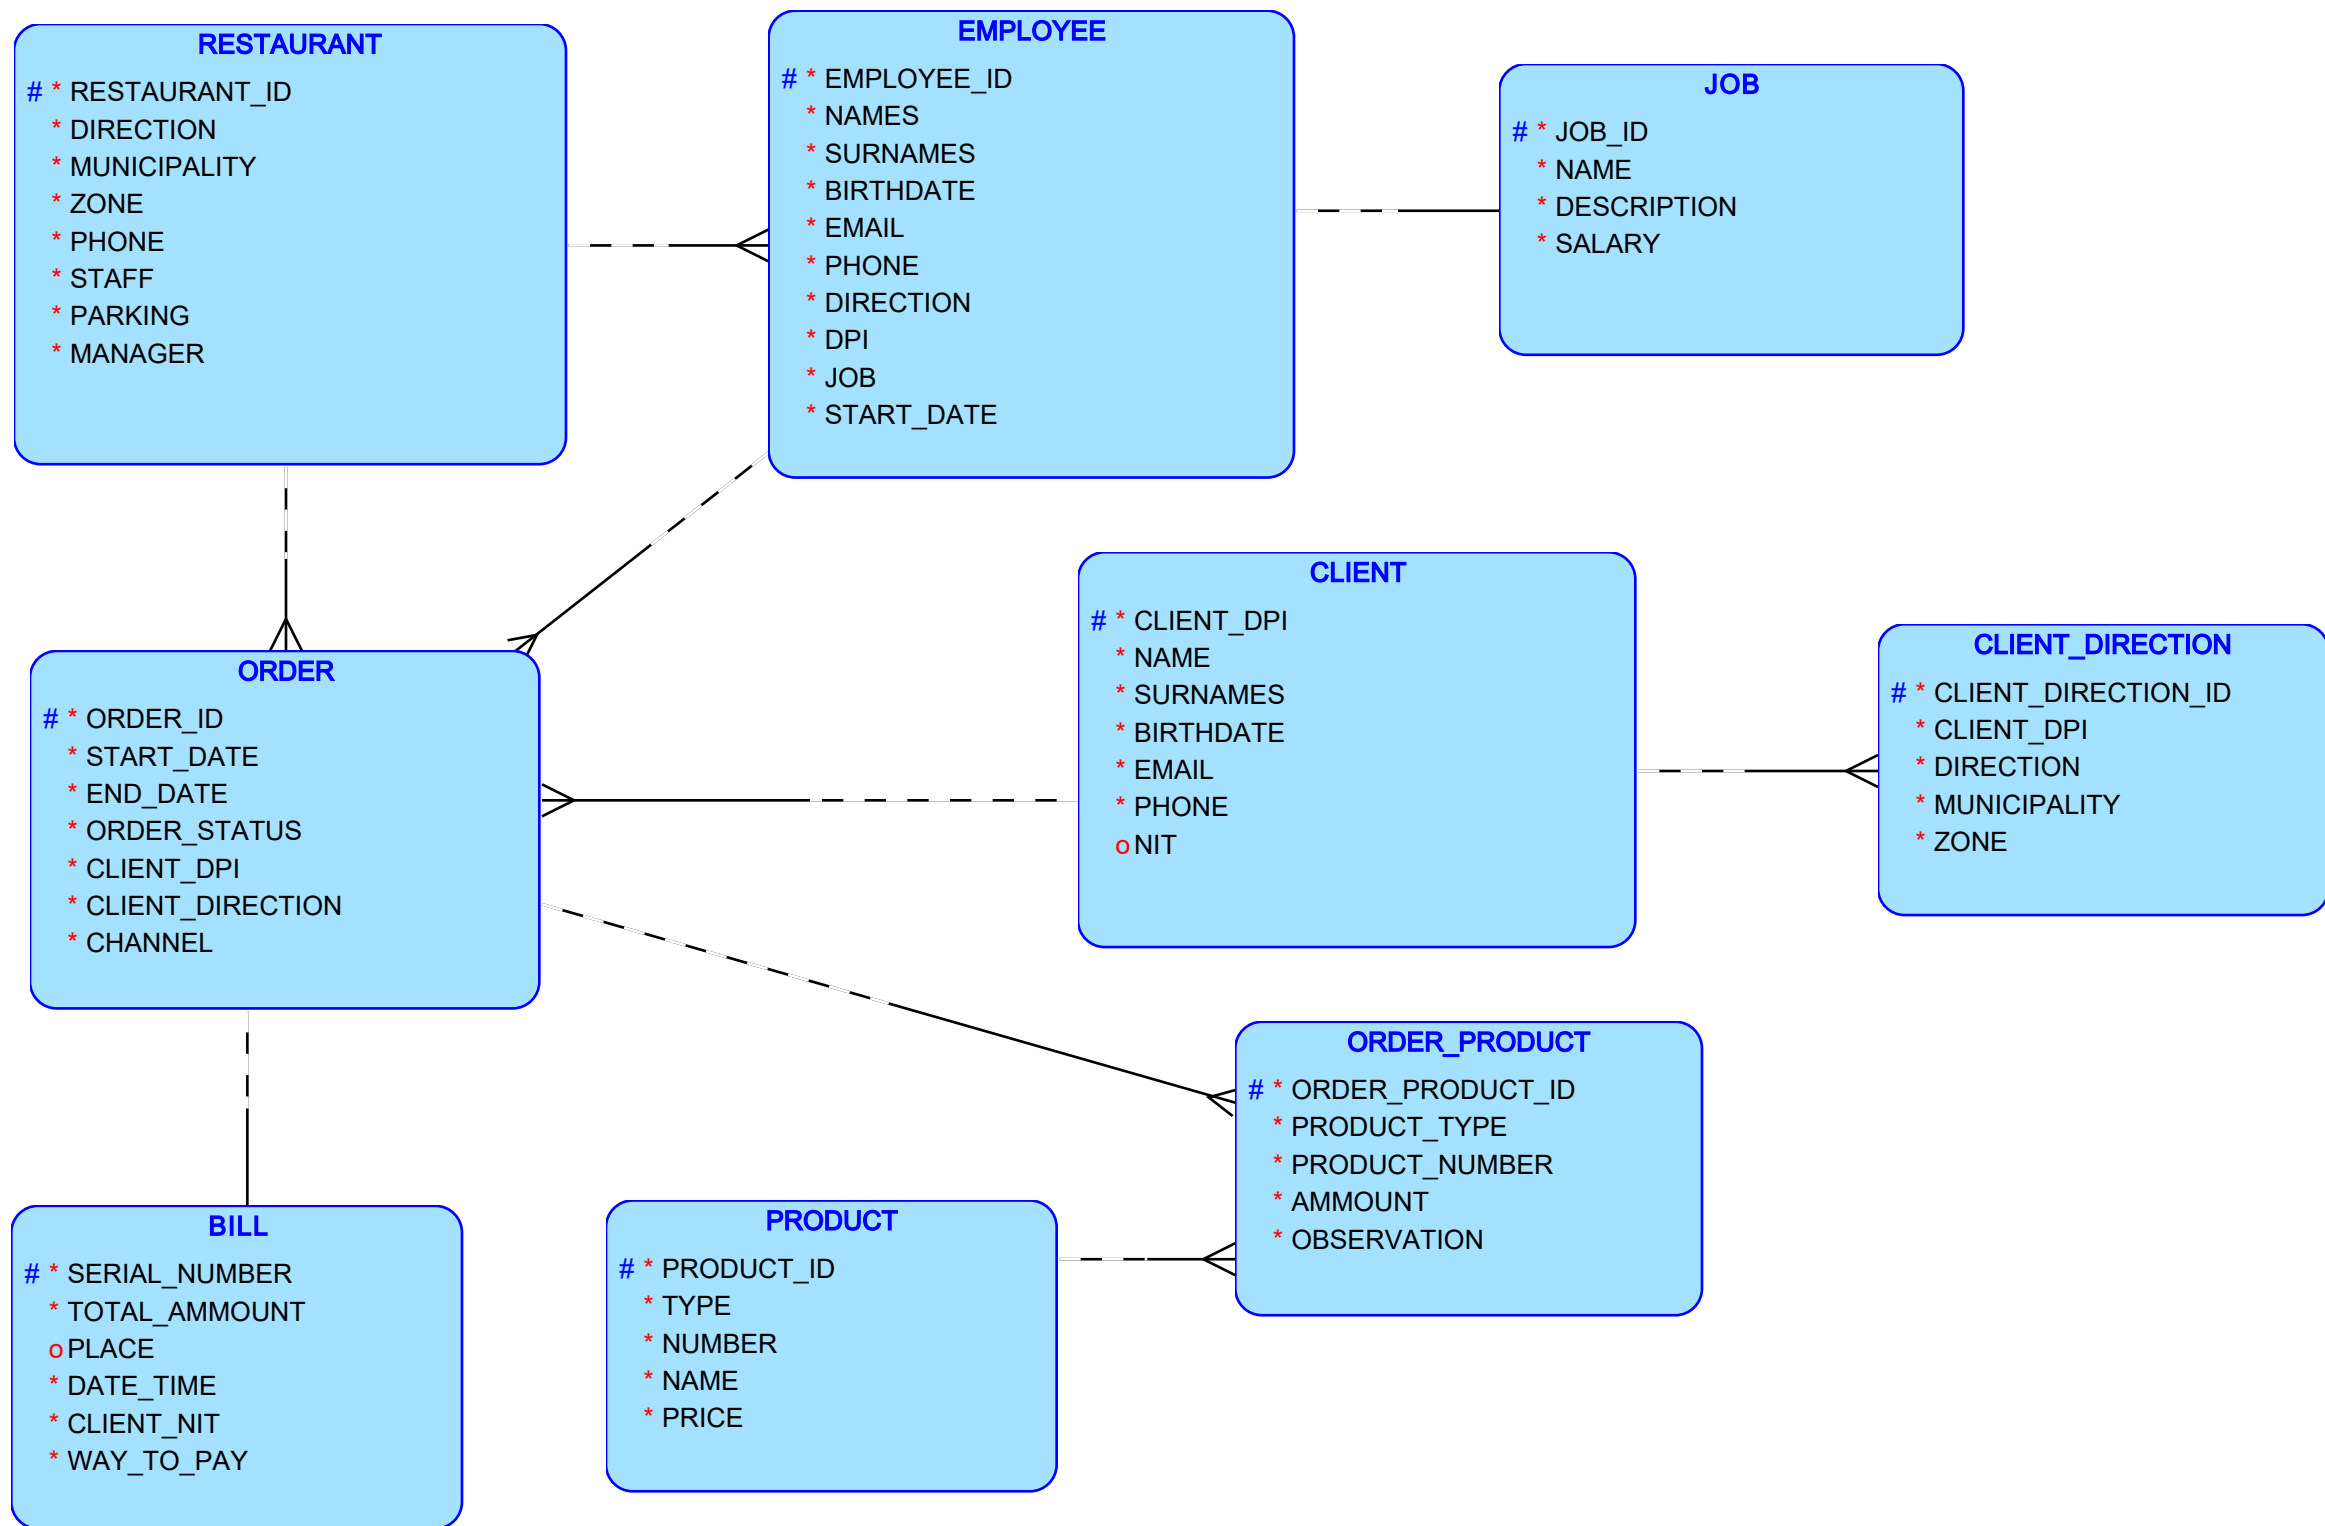 RESTAURANT
# * RESTAURANT_ID
* DIRECTION
* MUNICIPALITY
* ZONE
* PHONE
* STAFF
* PARKING
* MANAGER
EMPLOYEE
# * EMPLOYEE_ID
* NAMES
* SURNAMES
* BIRTHDATE
* EMAIL
* PHONE
* DIRECTION
* DPI
* JOB
* START_DATE
JOB
# * JOB_ID
* NAME
* DESCRIPTION
* SALARY
CLIENT
# * CLIENT_DPI
* NAME
* SURNAMES
* BIRTHDATE
* EMAIL
* PHONE
o NIT
CLIENT_DIRECTION
# * CLIENT_DIRECTION_ID
* CLIENT_DPI
* DIRECTION
* MUNICIPALITY
* ZONE
ORDER
# * ORDER_ID
* START_DATE
* END_DATE
* ORDER_STATUS
* CLIENT_DPI
* CLIENT_DIRECTION
* CHANNEL
ORDER_PRODUCT
# * ORDER_PRODUCT_ID
* PRODUCT_TYPE
* PRODUCT_NUMBER
* AMMOUNT
* OBSERVATION
BILL
# * SERIAL_NUMBER
* TOTAL_AMMOUNT
o PLACE
* DATE_TIME
* CLIENT_NIT
* WAY_TO_PAY
PRODUCT
# * PRODUCT_ID
* TYPE
* NUMBER
* NAME
* PRICE